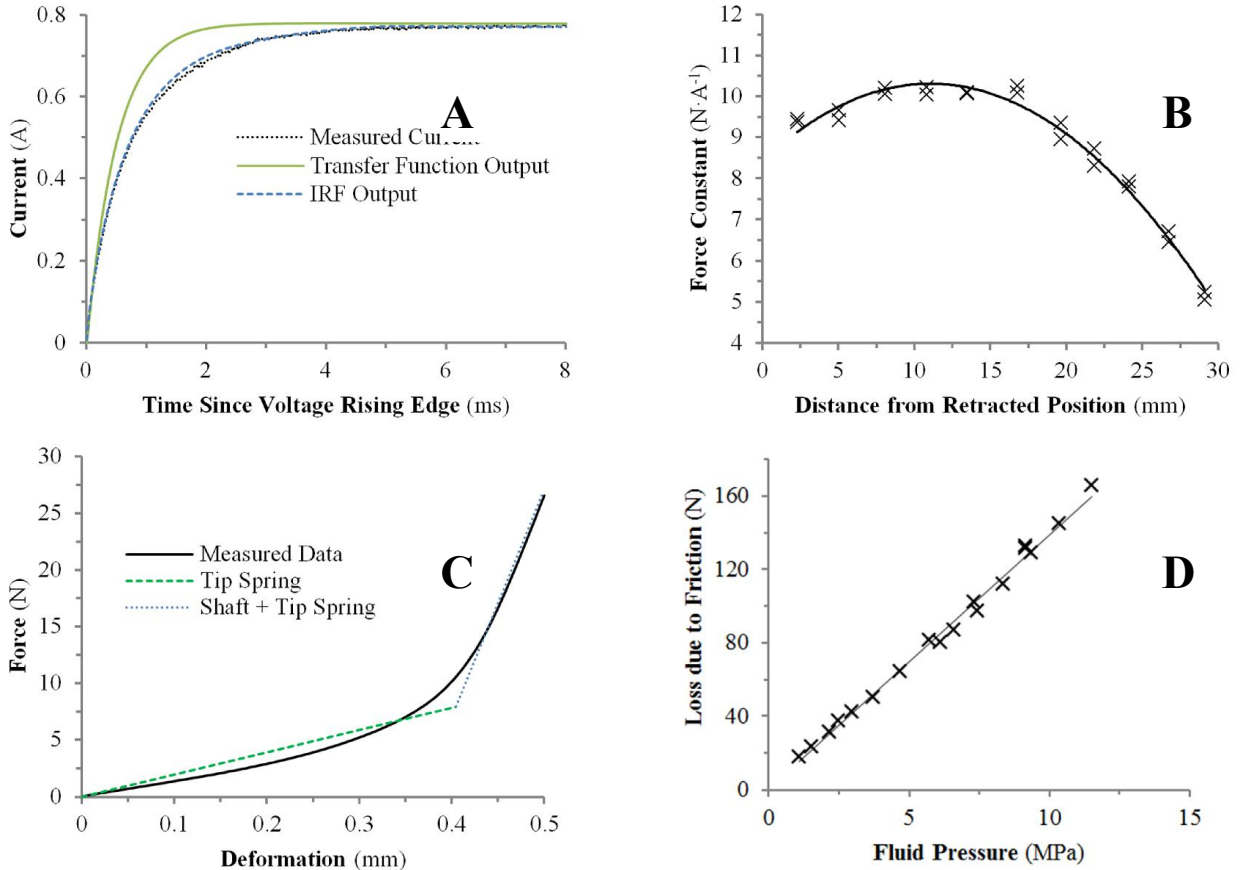 A
Current (A)
0.8
0.6
0.4
0.2
0
0 2 4 6 8
Time Since Voltage Rising Edge (ms)
Measured Current
Transfer Function Output
IRF Output
B
Force Constant (N·A⁻¹)
12
11
10
9
8
7
6
5
4
0 5 10 15 20 25 30
Distance from Retracted Position (mm)
C
Force (N)
30
25
20
15
10
5
0
0 0.1 0.2 0.3 0.4 0.5
Deformation (mm)
Measured Data
Tip Spring
Shaft + Tip Spring
D
Loss due to Friction (N)
160
120
80
40
0
0 5 10 15
Fluid Pressure (MPa)